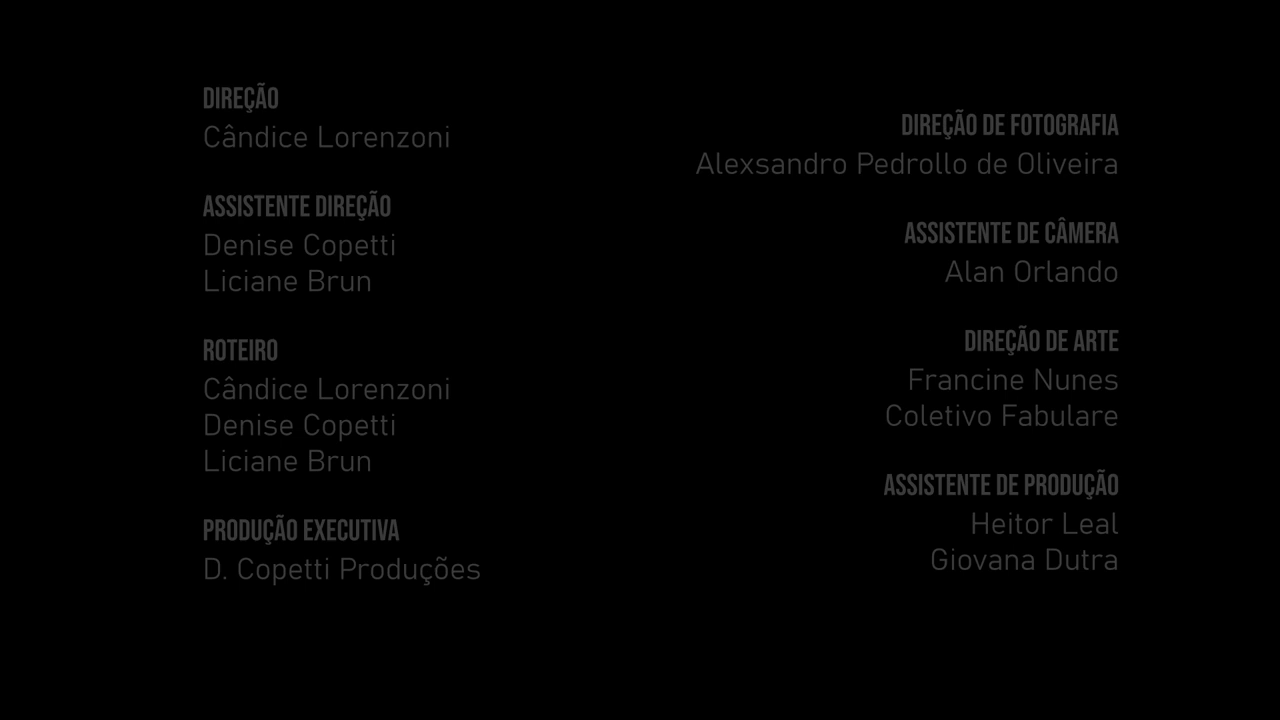 DIREÇÃO
Cândice Lorenzoni
ASSISTENTE DIREÇÃO
Denise Copetti
Liciane Brun
ROTEIRO
Cândice Lorenzoni
Denise Copetti
Liciane Brun
PRODUÇÃO EXECUTIVA
D. Copetti Produções
DIREÇÃO DE FOTOGRAFIA
Alexsandro Pedrollo de Oliveira
ASSISTENTE DE CÂMERA
Alan Orlando
DIREÇÃO DE ARTE
Francine Nunes
Coletivo Fabulare
ASSISTENTE DE PRODUÇÃO
Heitor Leal
Giovana Dutra